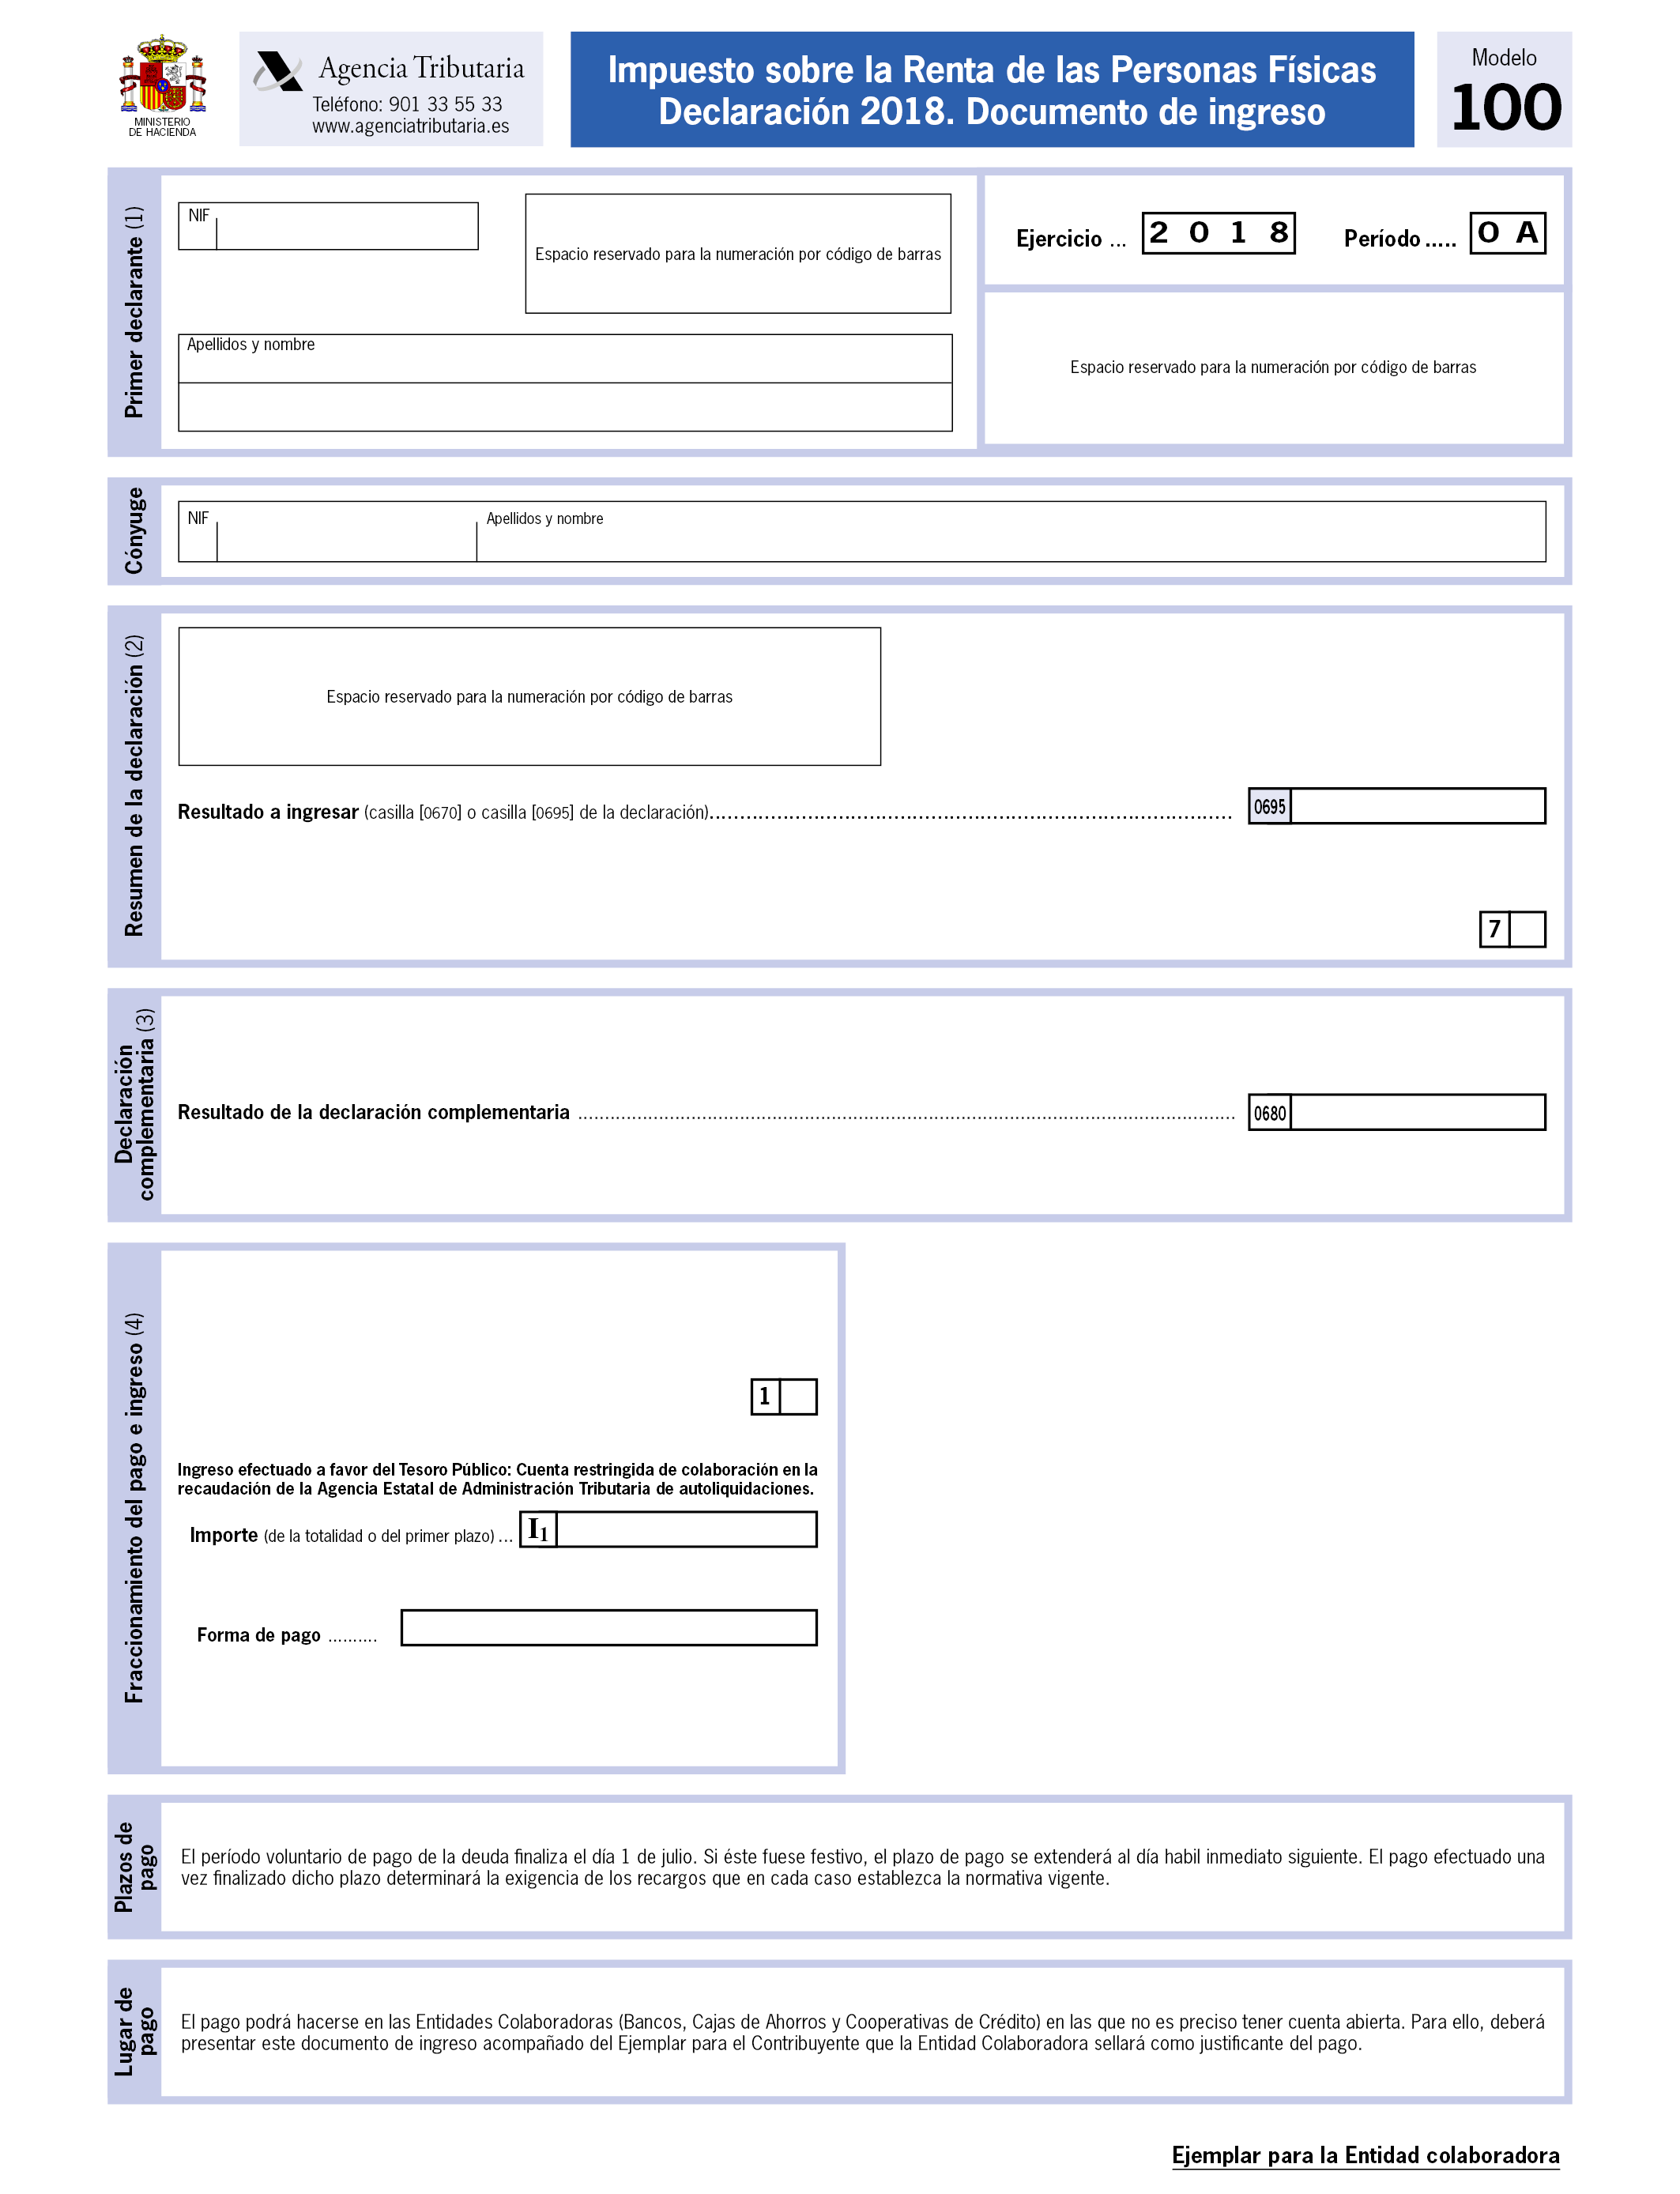 MINISTERIO
DE HACIENDA
Agencia Tributaria
Teléfono: 901 33 55 33
www.agenciatributaria.es
Impuesto sobre la Renta de las Personas Físicas
Declaración 2018. Documento de ingreso
Modelo
100
Primer declarante (1)
NIF
Espacio reservado para la numeración por código de barras
Apellidos y nombre
Ejercicio ... 2 0 1 8 Período ..... 0 A
Espacio reservado para la numeración por código de barras
Cónyuge
NIF
Apellidos y nombre
Resumen de la declaración (2)
Espacio reservado para la numeración por código de barras
Resultado a ingresar (casilla [0670] o casilla [0695] de la declaración)..................... 0695
7
Declaración
complementaria (3)
Resultado de la declaración complementaria ..................... 0680
Fraccionamiento del pago e ingreso (4)
1
Ingreso efectuado a favor del Tesoro Público: Cuenta restringida de colaboración en la
recaudación de la Agencia Estatal de Administración Tributaria de autoliquidaciones.
Importe (de la totalidad o del primer plazo) ... I1
Forma de pago ..........
Plazos de
pago
El período voluntario de pago de la deuda finaliza el día 1 de julio. Si éste fuese festivo, el plazo de pago se extenderá al día habil inmediato siguiente. El pago efectuado una
vez finalizado dicho plazo determinará la exigencia de los recargos que en cada caso establezca la normativa vigente.
Lugar de
pago
El pago podrá hacerse en las Entidades Colaboradoras (Bancos, Cajas de Ahorros y Cooperativas de Crédito) en las que no es preciso tener cuenta abierta. Para ello, deberá
presentar este documento de ingreso acompañado del Ejemplar para el Contribuyente que la Entidad Colaboradora sellará como justificante del pago.
Ejemplar para la Entidad colaboradora